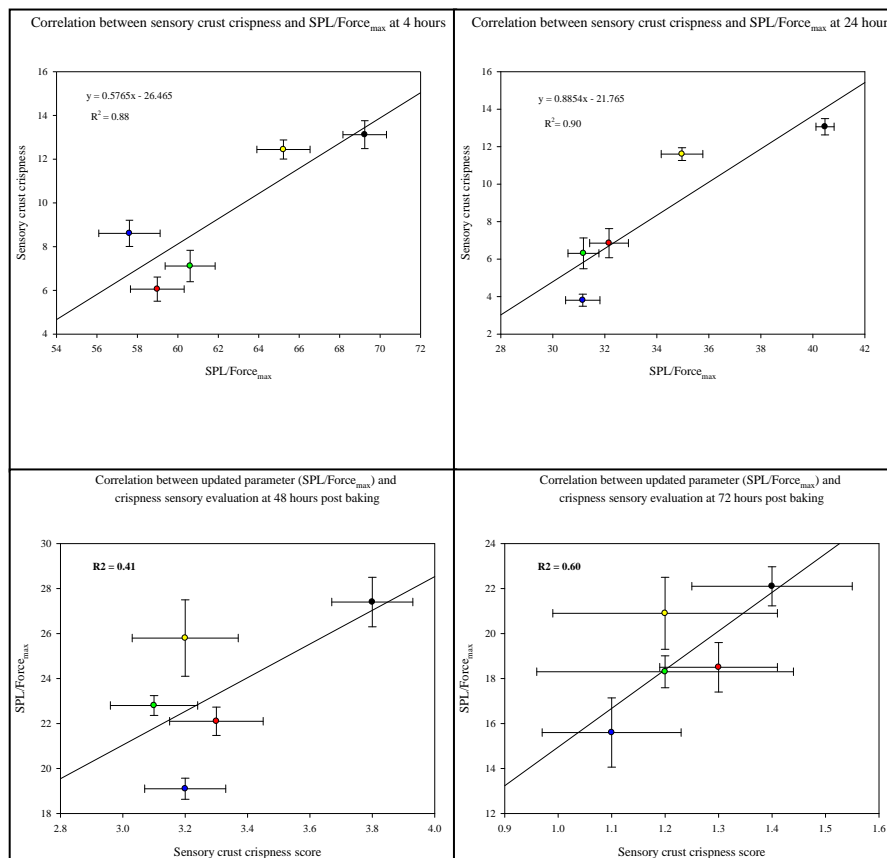 Correlation between sensory crust crispness and SPL/Forcemax at 4 hours
16
14
12
10
8
6
4
Sensory crust crispness
y = 0.5765x - 26.465
R2 = 0.88
54 56 58 60 62 64 66 68 70 72
SPL/Forcemax
Correlation between sensory crust crispness and SPL/Forcemax at 24 hour
16
14
12
10
8
6
4
2
Sensory crust crispness
y = 0.8854x - 21.765
R2= 0.90
28 30 32 34 36 38 40 42
SPL/Forcemax
Correlation between updated parameter (SPL/Forcemax) and
crispness sensory evaluation at 48 hours post baking
30
28
26
24
22
20
18
SPL/Forcemax
R2 = 0.41
2.8 3.0 3.2 3.4 3.6 3.8 4.0
Sensory crust crispness score
Correlation between updated parameter (SPL/Forcemax) and
crispness sensory evaluation at 72 hours post baking
24
22
20
18
16
14
12
SPL/Forcemax
R2 = 0.60
0.9 1.0 1.1 1.2 1.3 1.4 1.5 1.6
Sensory crust crispness score